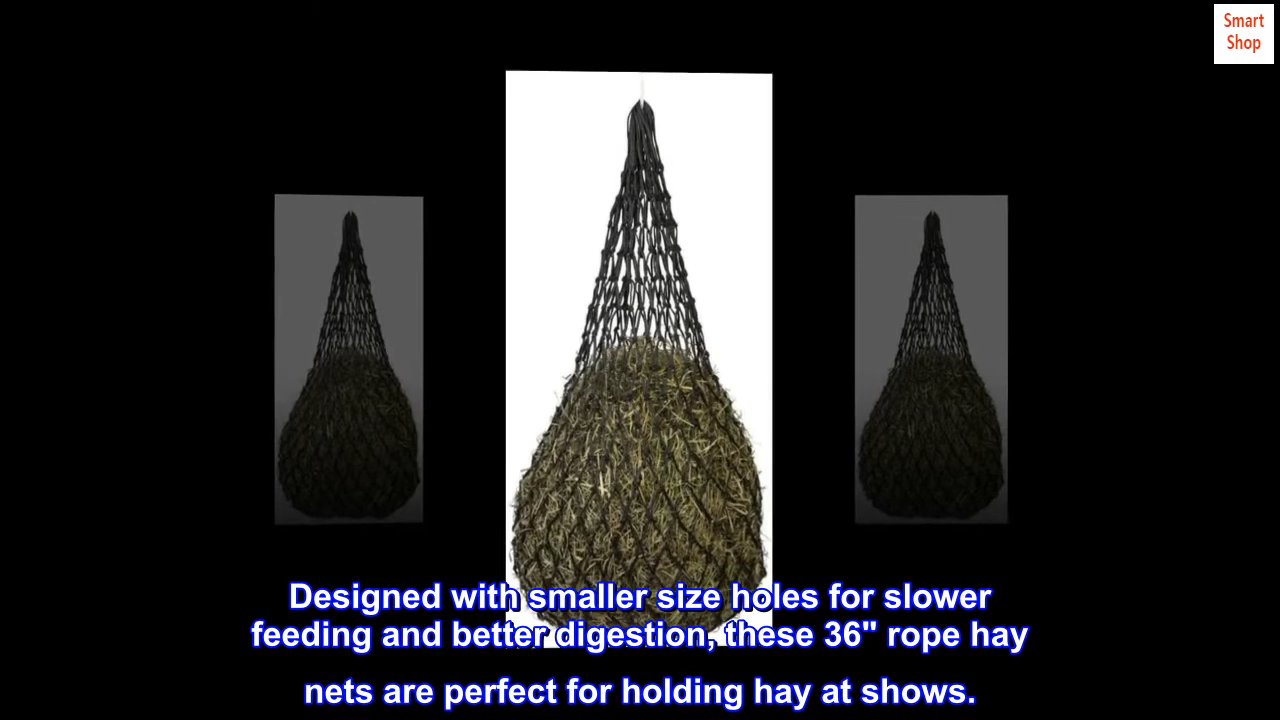 Smart
Shop
Designed with smaller size holes for slower
feeding and better digestion, these 36" rope hay
nets are perfect for holding hay at shows.